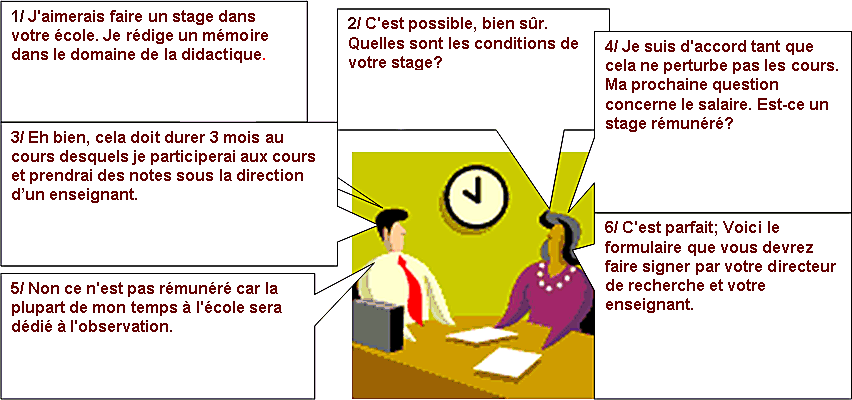 1/ J'aimerais faire un stage dans
votre école. Je rédige un mémoire
dans le domaine de la didactique.
2/ C'est possible, bien sûr.
Quelles sont les conditions de
votre stage?
3/ Eh bien, cela doit durer 3 mois au
cours desquels je participerai aux cours
et prendrai des notes sous la direction
d’un enseignant.
4/ Je suis d'accord tant que
cela ne perturbe pas les cours.
Ma prochaine question
concerne le salaire. Est-ce un
stage rémunéré?
5/ Non ce n'est pas rémunéré car la
plupart de mon temps à l'école sera
dédié à l'observation.
6/ C'est parfait; Voici le
formulaire que vous devrez
faire signer par votre directeur
de recherche et votre
enseignant.